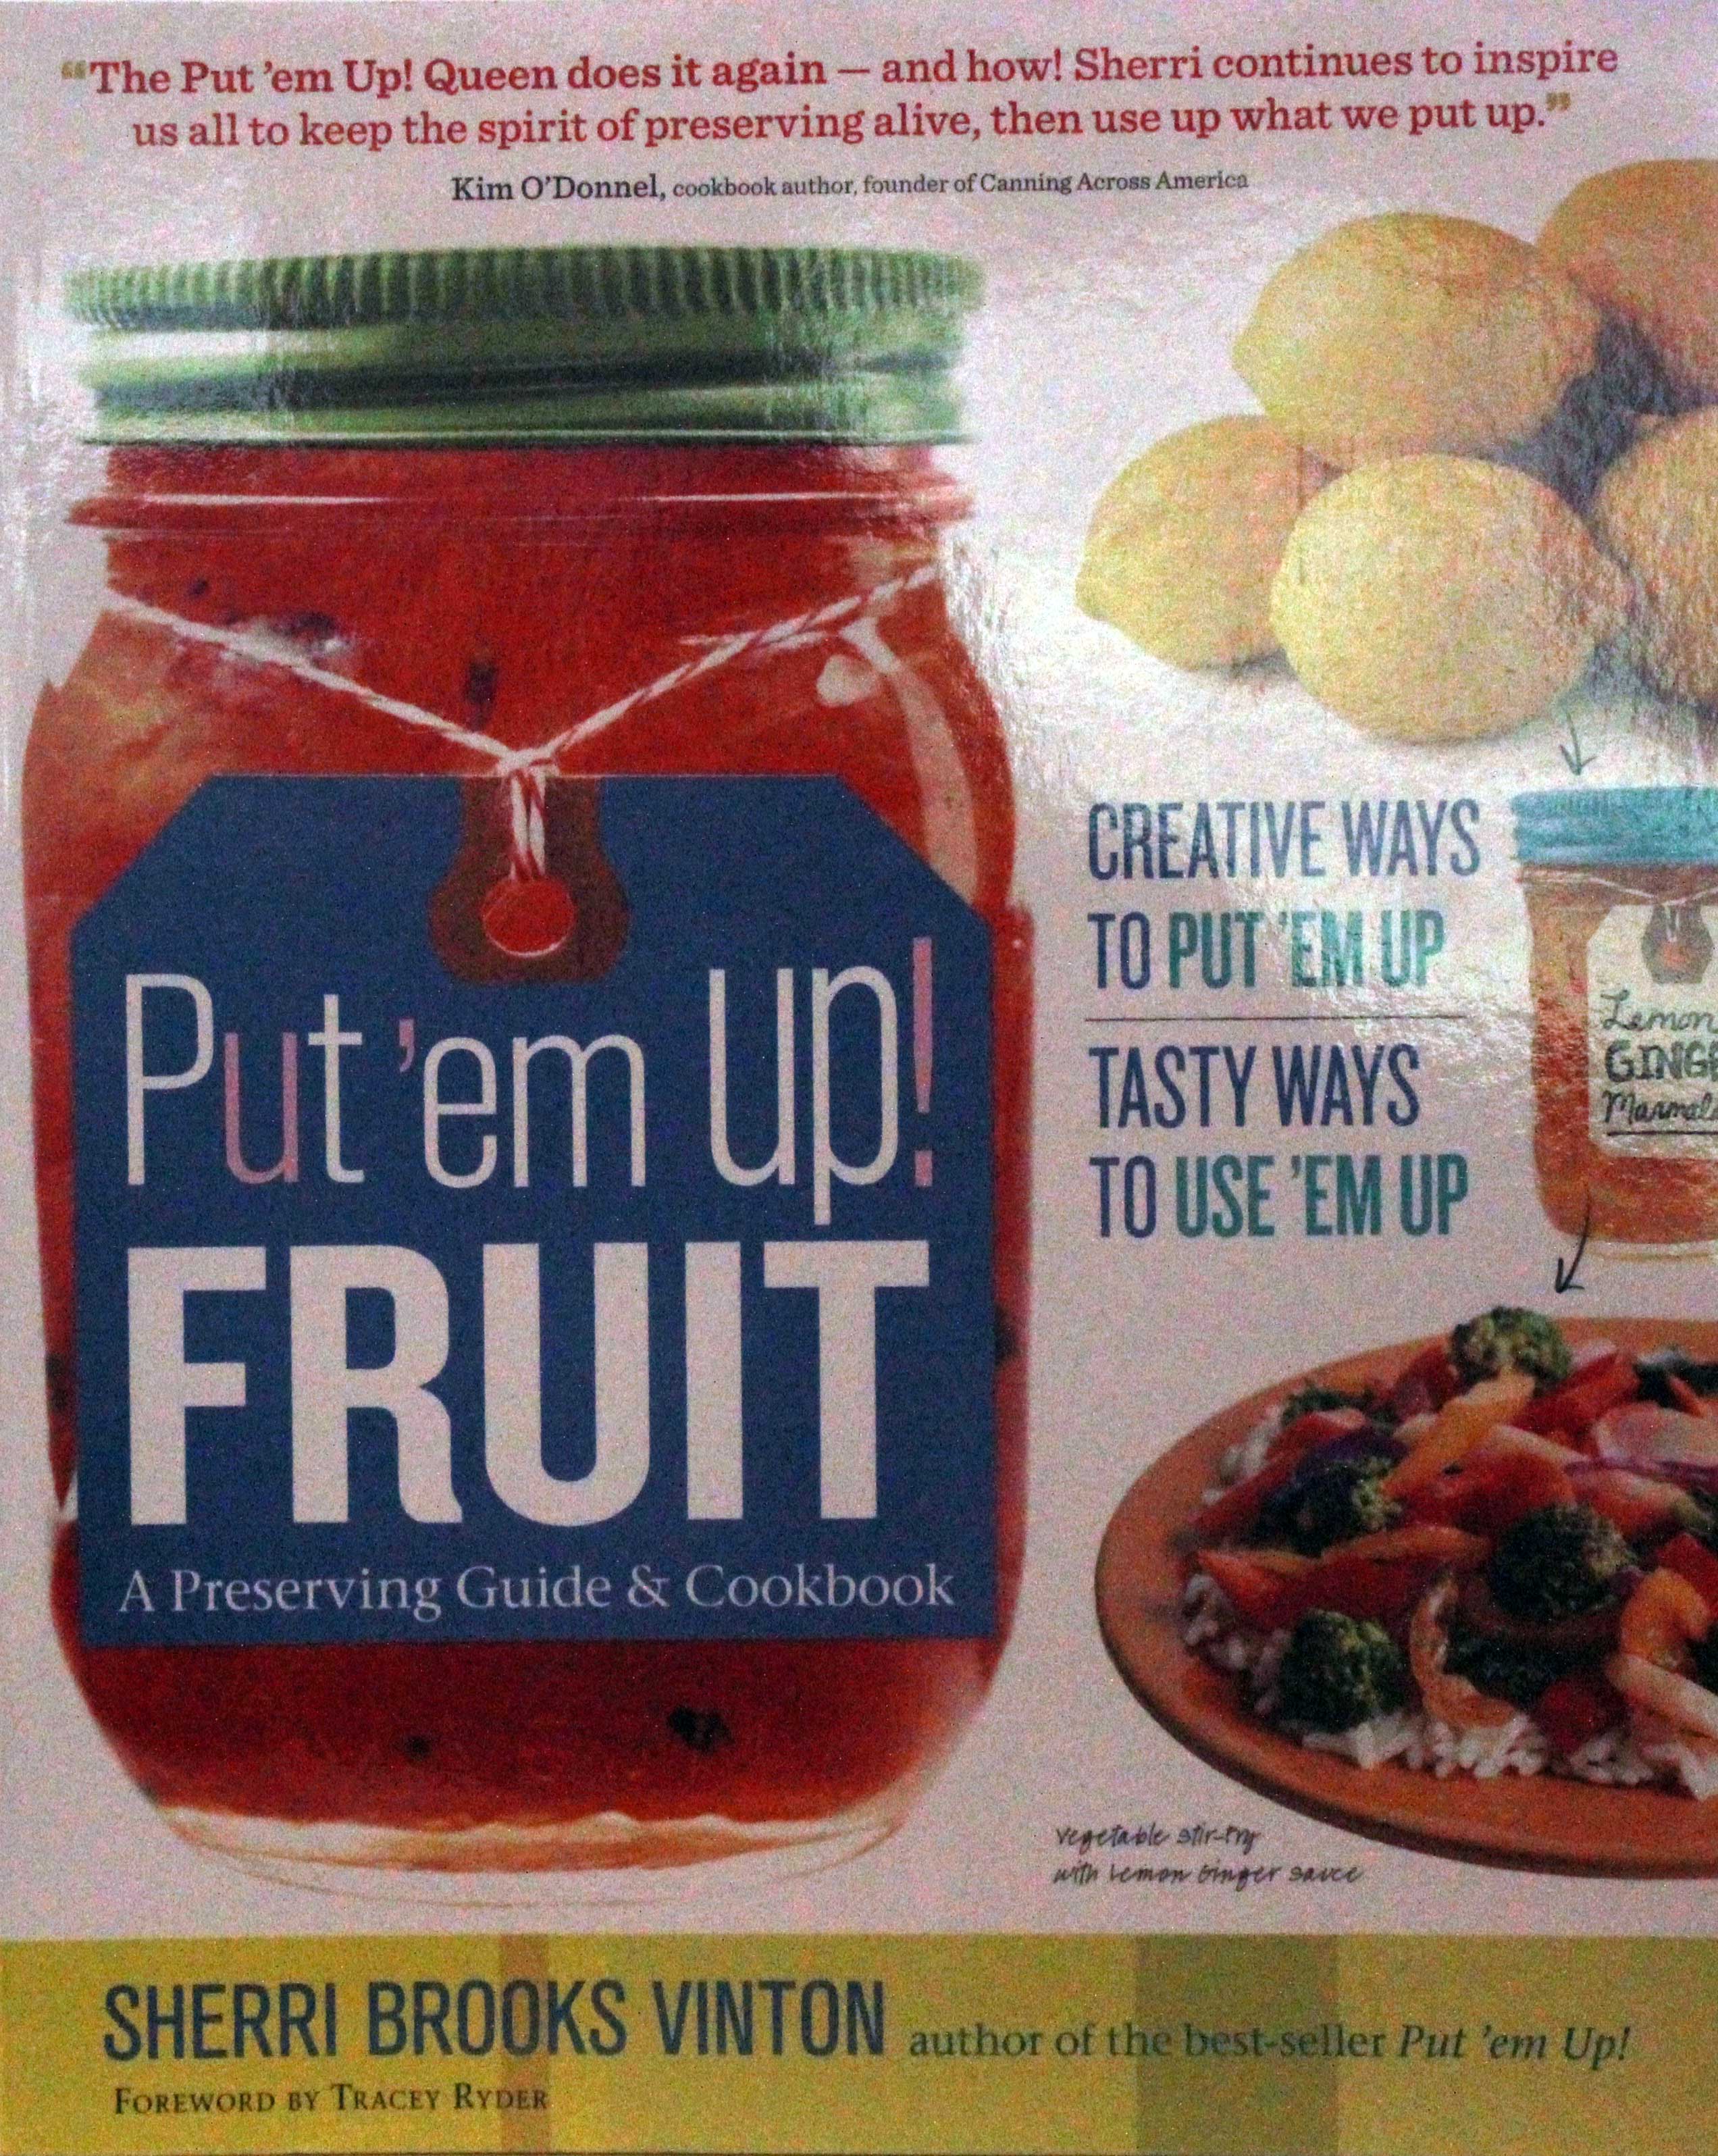 “The Put ’em Up! Queen does it again — and how! Sherri continues to inspire
us all to keep the spirit of preserving alive, then use up what we put up.”
Kim O’Donnel, cookbook author, founder of Canning Across America
CREATIVE WAYS
TO PUT ’EM UP
TASTY WAYS
TO USE ’EM UP
Lemon
GINGE
Marmala
Put ’em up!
FRUIT
A Preserving Guide & Cookbook
vegetable stir-fry
with Lemon Ginger sauce
SHERRI BROOKS VINTON author of the best-seller Put ’em Up!
FOREWORD BY TRACEY RYDER